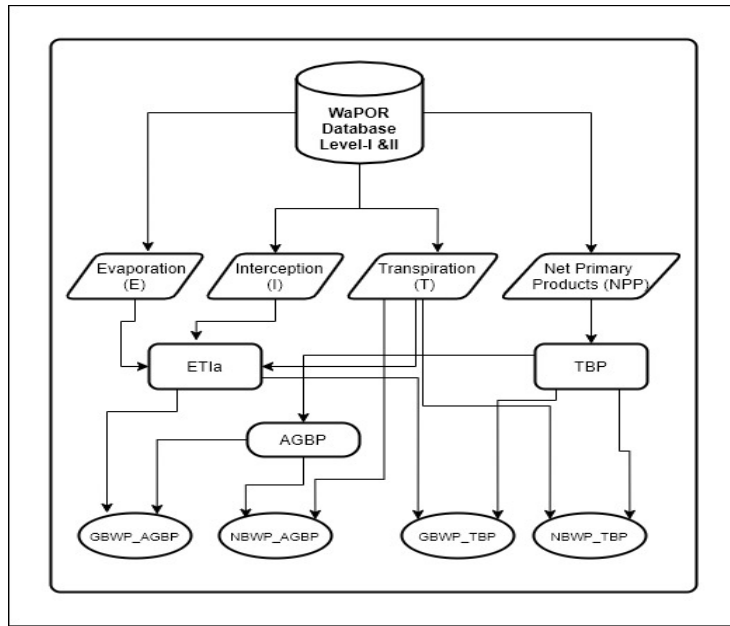 WaPOR
Database
Level-I &II
Evaporation
(E)
Interception
(I)
Transpiration
(T)
Net Primary
Products (NPP)
ETIa
TBP
AGBP
GBWP_AGBP
NBWP_AGBP
GBWP_TBP
NBWP_TBP